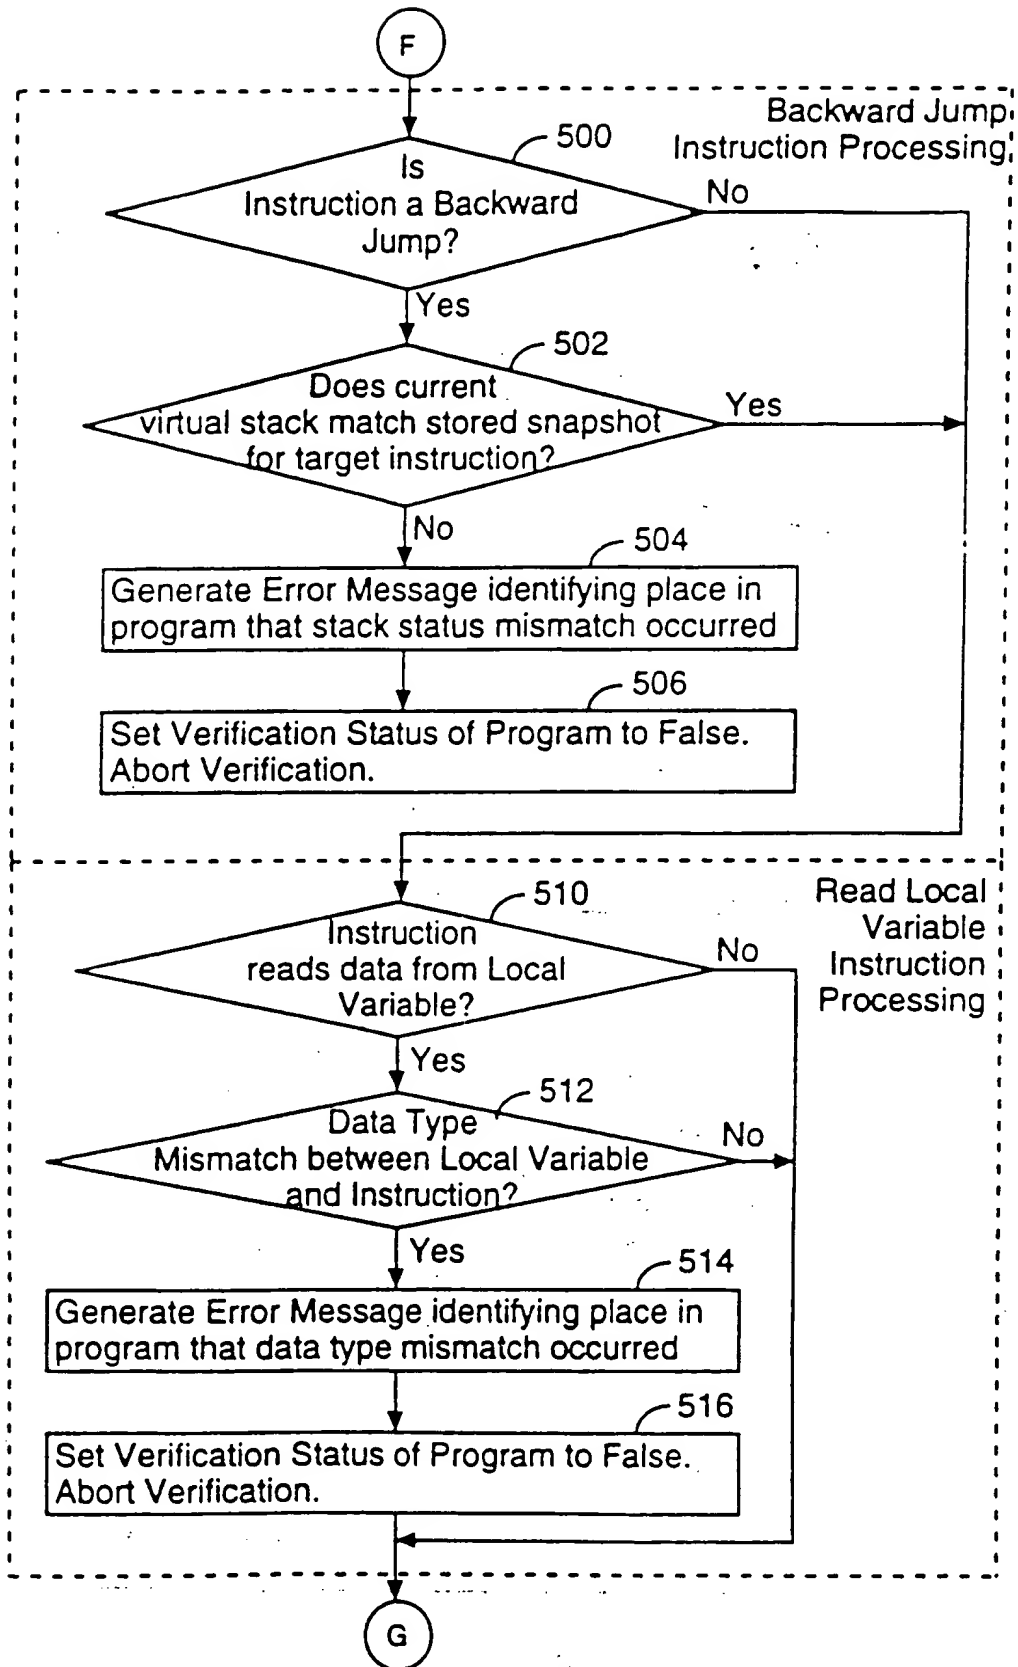 F
Backward Jump
Instruction Processing
500
Is
Instruction a Backward
Jump?
No
Yes
502
Does current
virtual stack match stored snapshot
for target instruction?
Yes
No
504
Generate Error Message identifying place in
program that stack status mismatch occurred
506
Set Verification Status of Program to False.
Abort Verification.
Read Local
Variable
Instruction
Processing
510
Instruction
reads data from Local
Variable?
No
Yes
512
Data Type
Mismatch between Local Variable
and Instruction?
No
Yes
514
Generate Error Message identifying place in
program that data type mismatch occurred
516
Set Verification Status of Program to False.
Abort Verification.
G